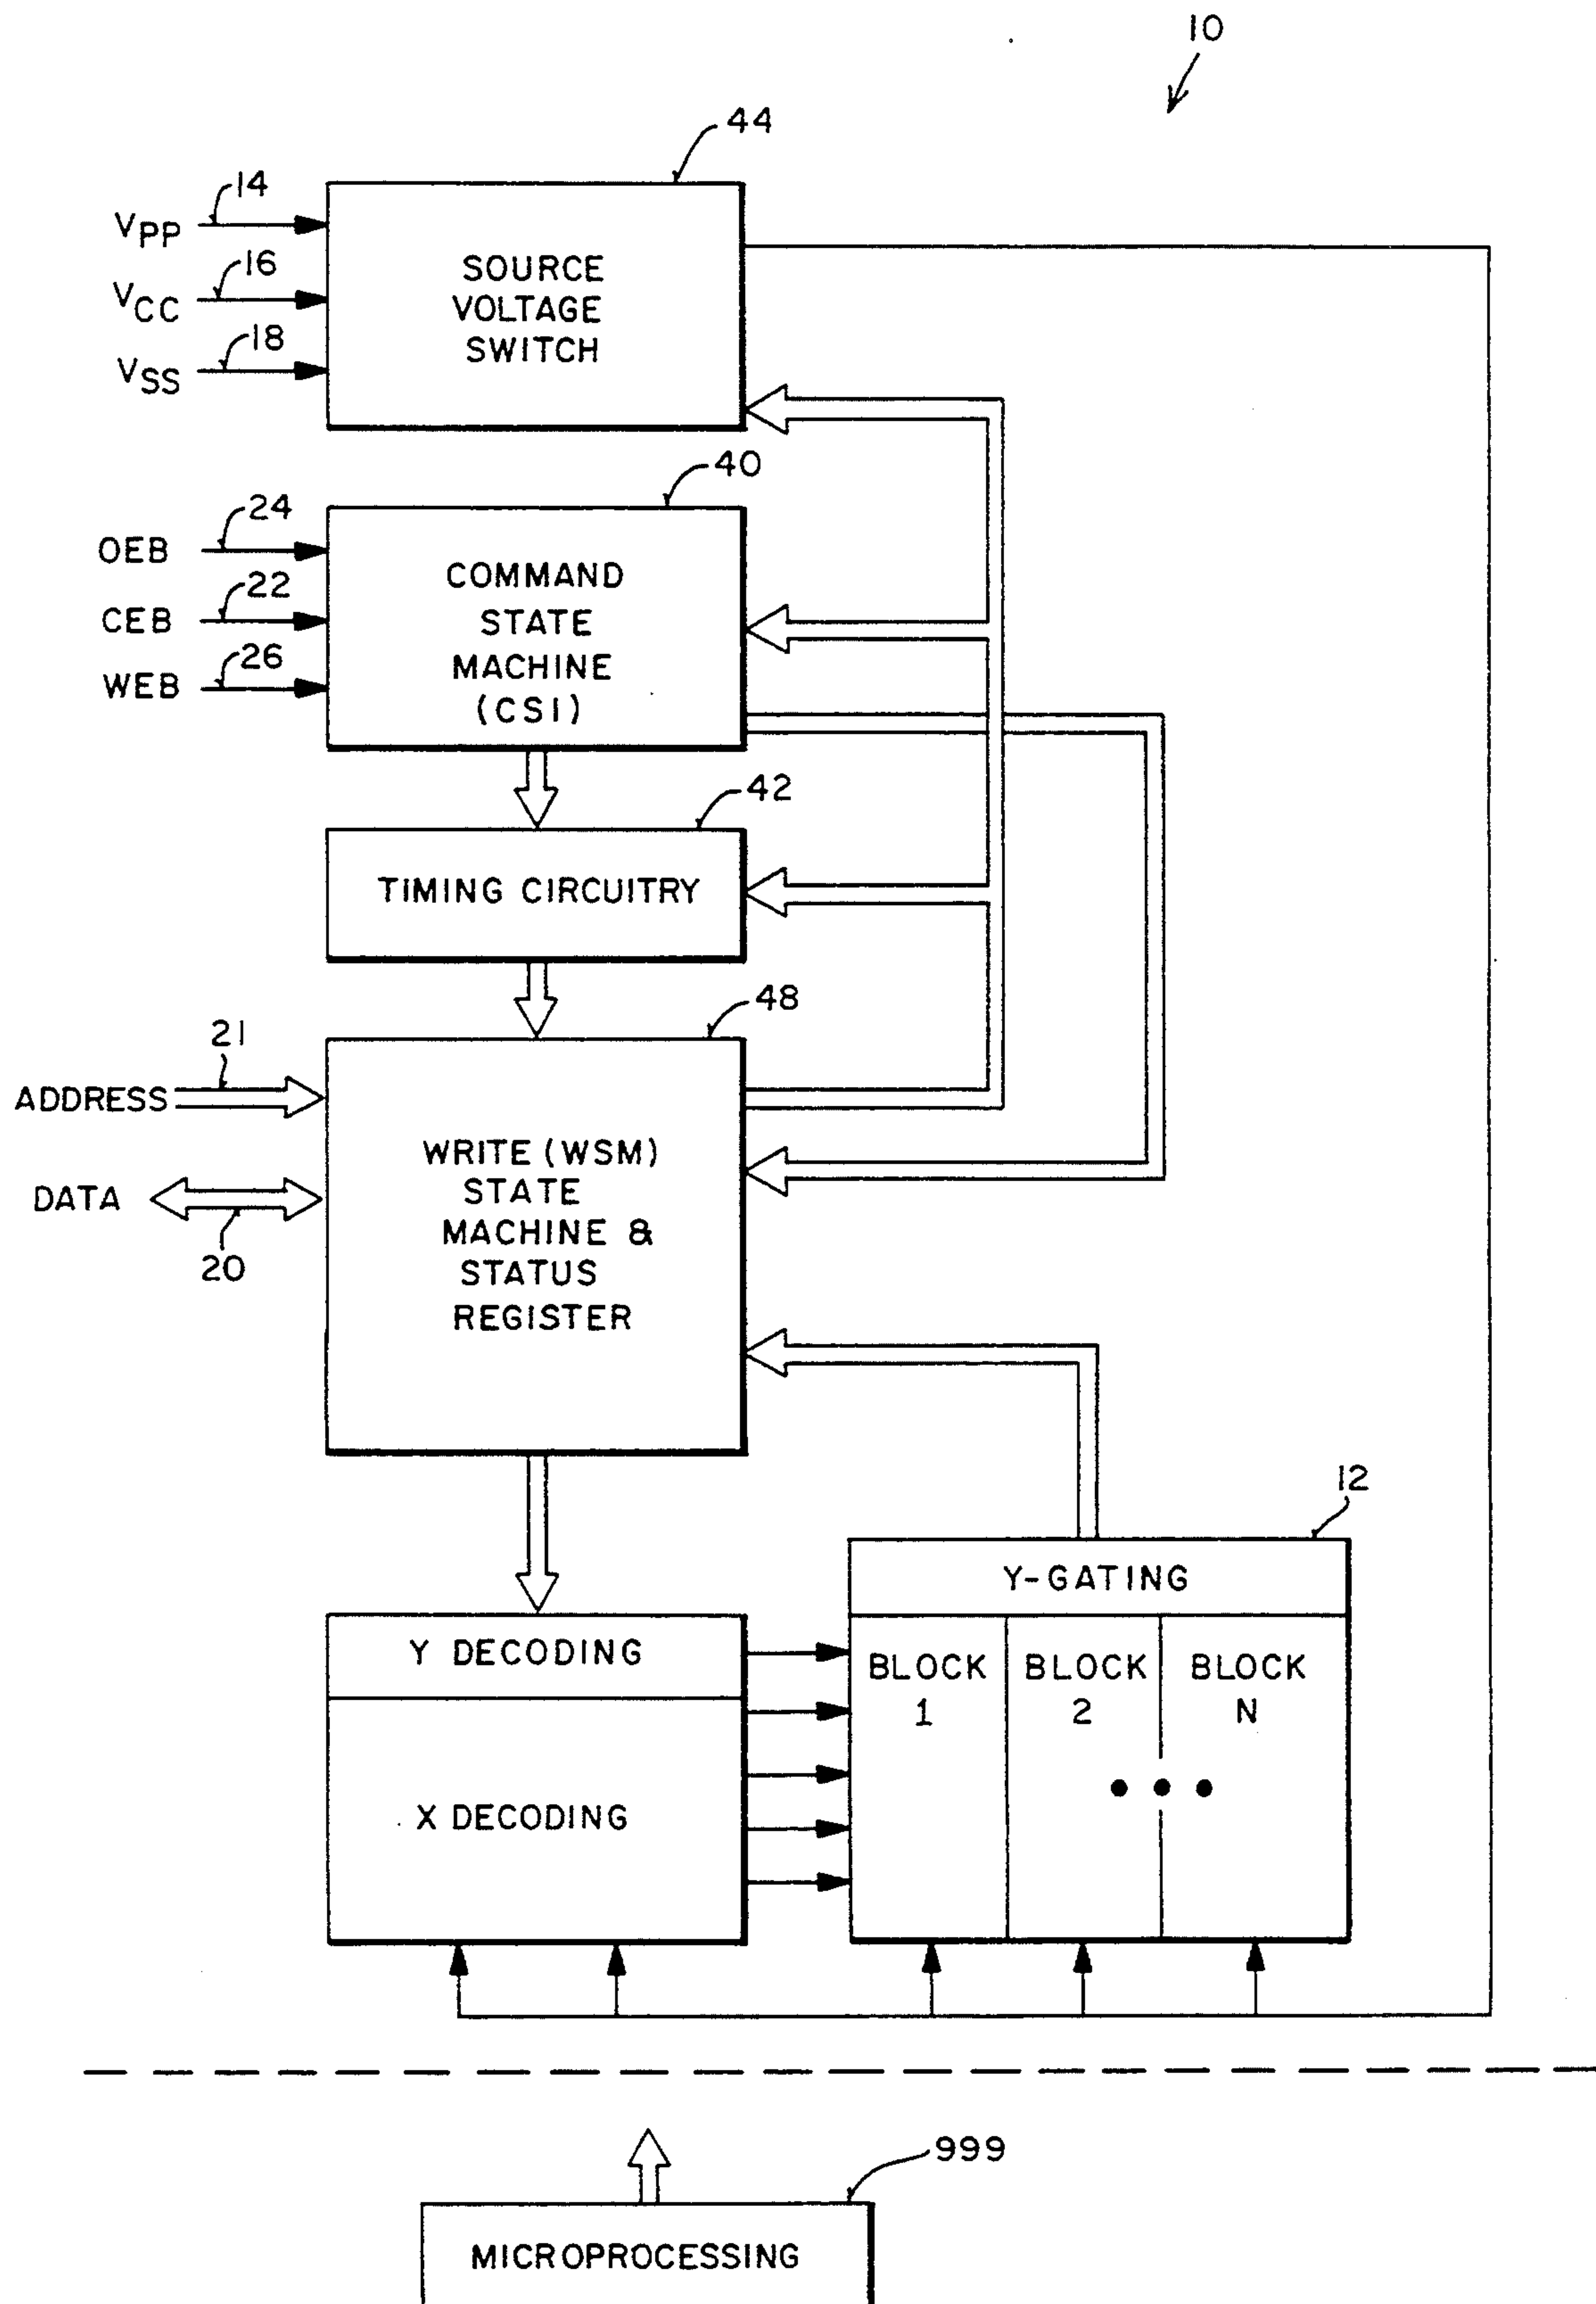 10
44
14
VPP
16
VCC
18
VSS
SOURCE
VOLTAGE
SWITCH
40
24
OEB
22
CEB
26
WEB
COMMAND
STATE
MACHINE
(CSI)
42
TIMING CIRCUITRY
48
21
ADDRESS
DATA
20
WRITE (WSM)
STATE
MACHINE &
STATUS
REGISTER
12
Y-GATING
Y DECODING
X DECODING
BLOCK
1
BLOCK
2
BLOCK
N
999
MICROPROCESSING